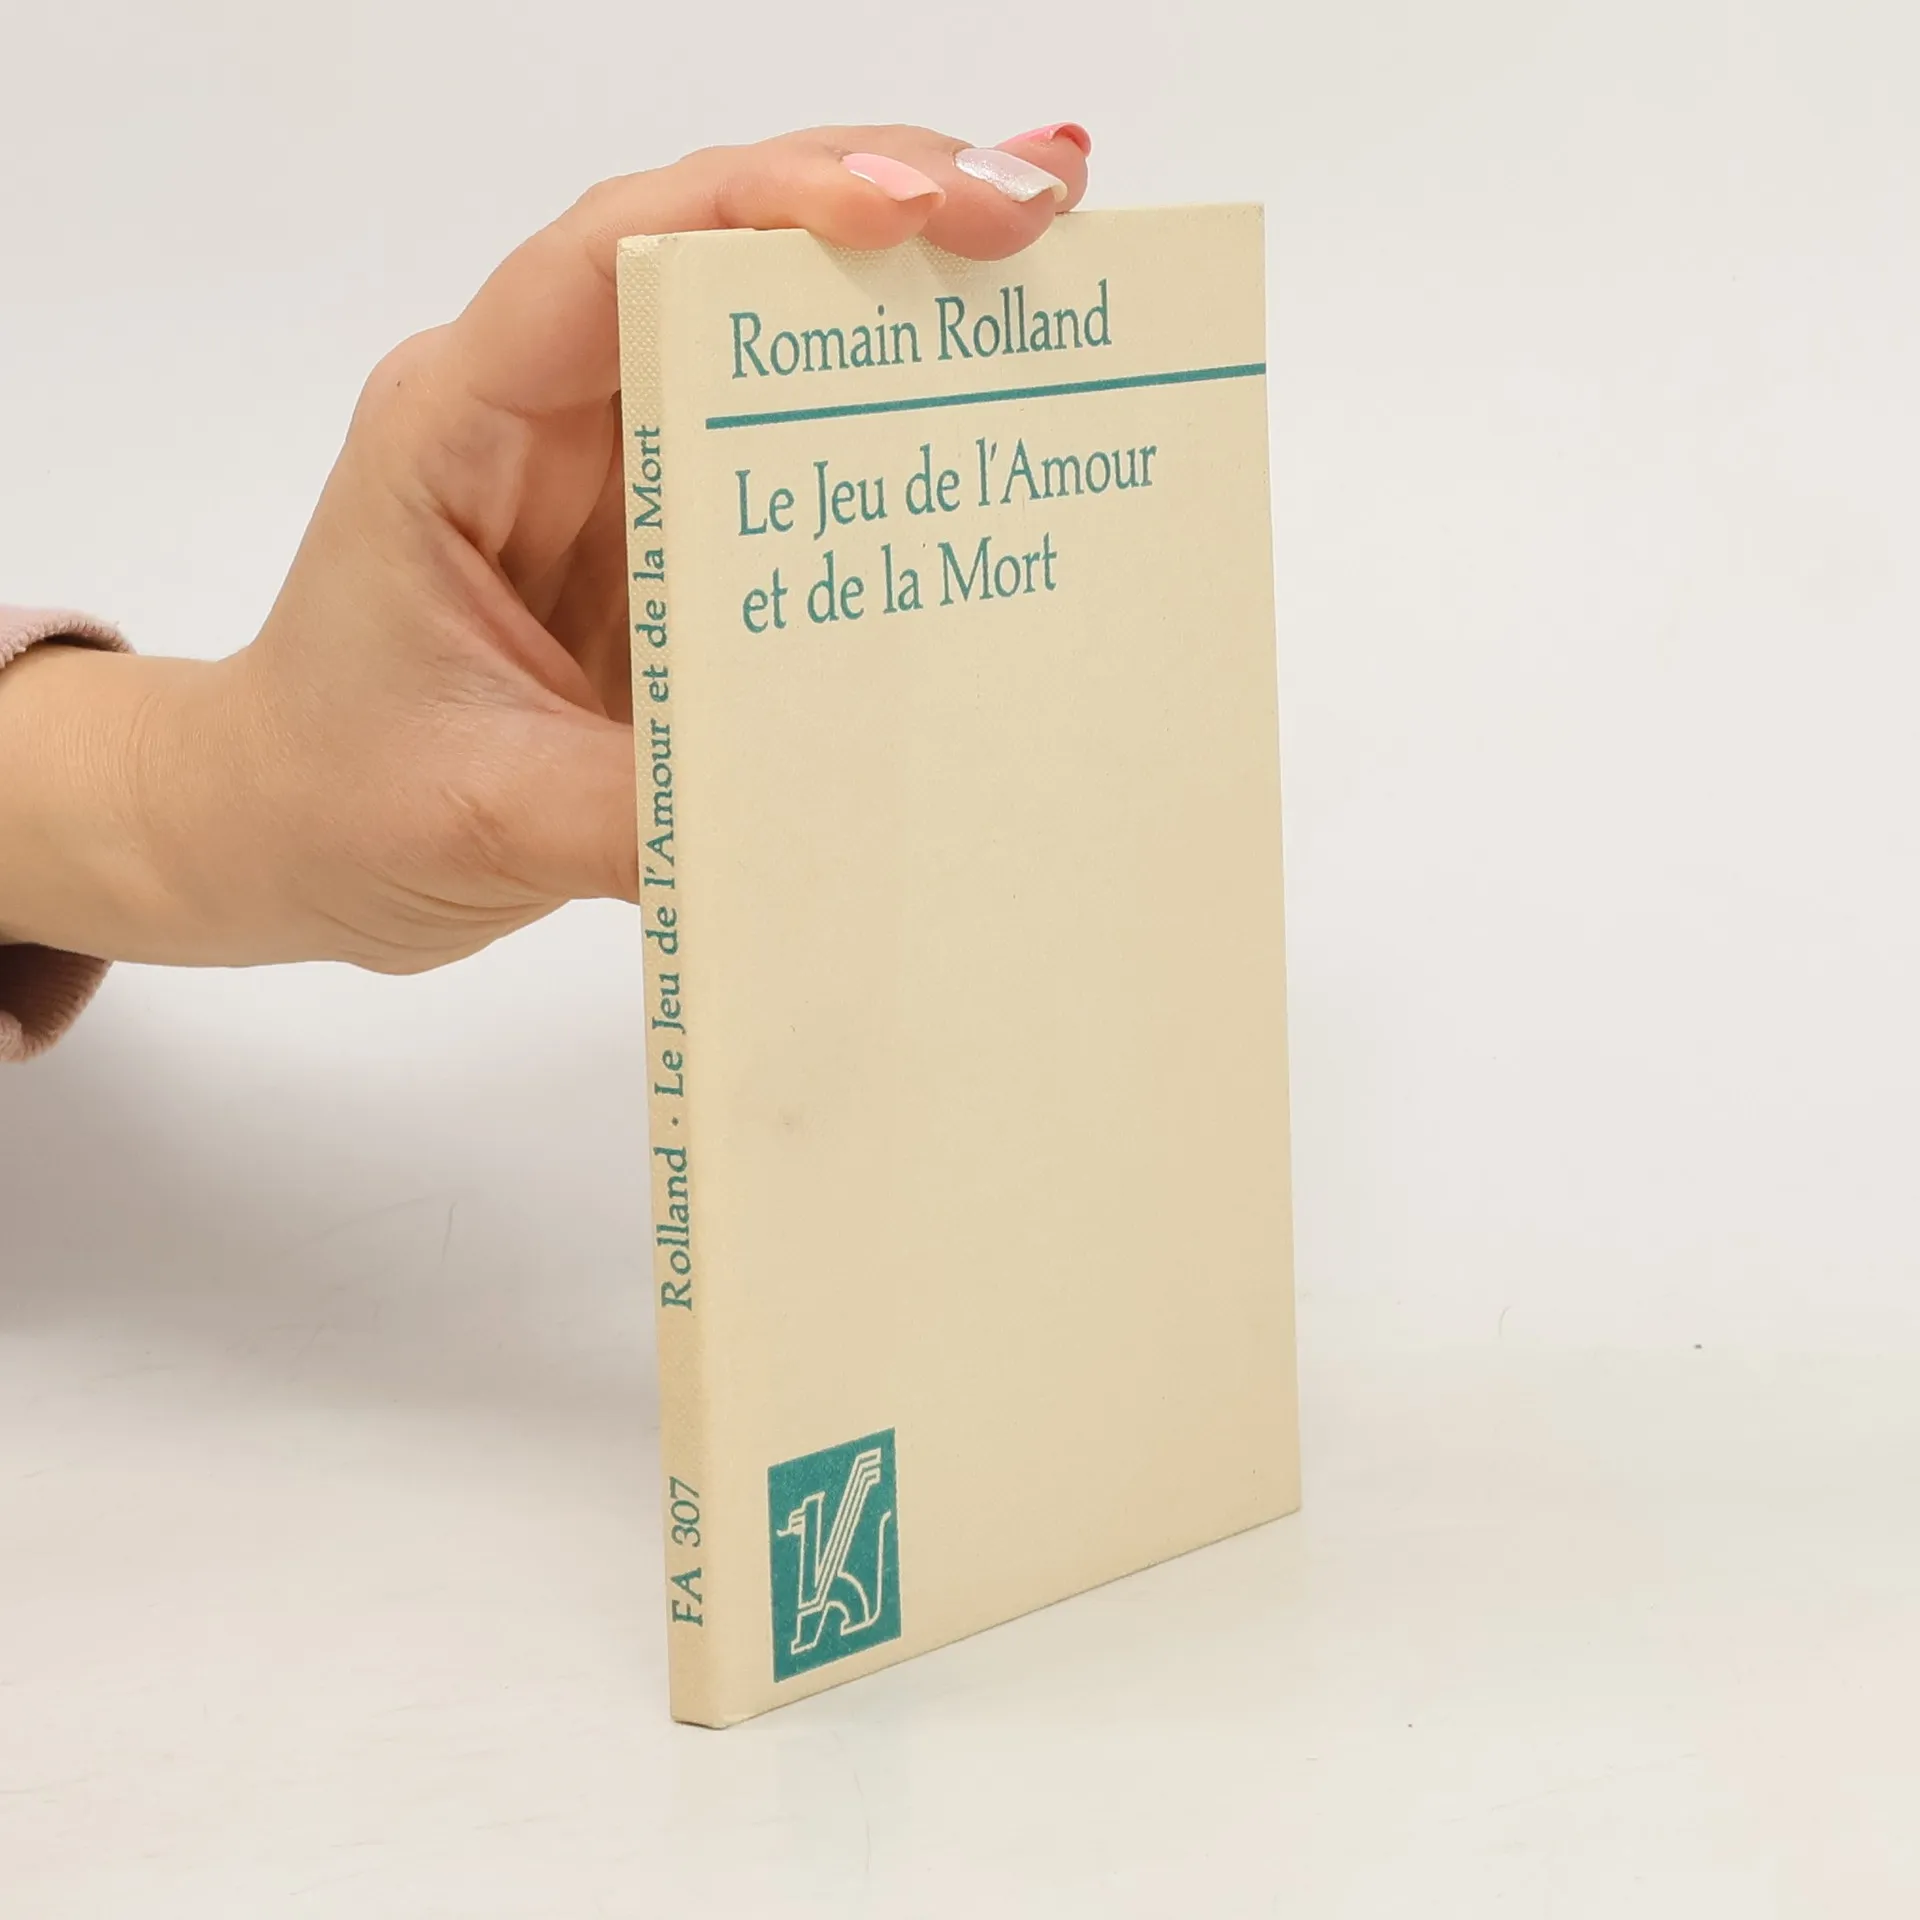 Romain Rolland
Le Jeu de l'Amour
et de la Mort
Rolland · Le Jeu de l'Amour et de la Mort
FA 307